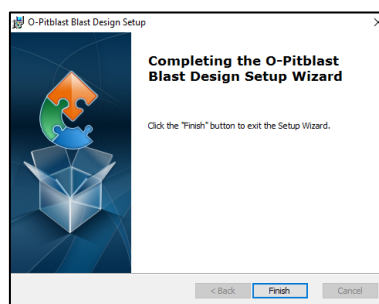 O-Pitblast Blast Design Setup
Completing the O-Pitblast
Blast Design Setup Wizard
Click the "Finish" button to exit the Setup Wizard.
< Back Finish Cancel